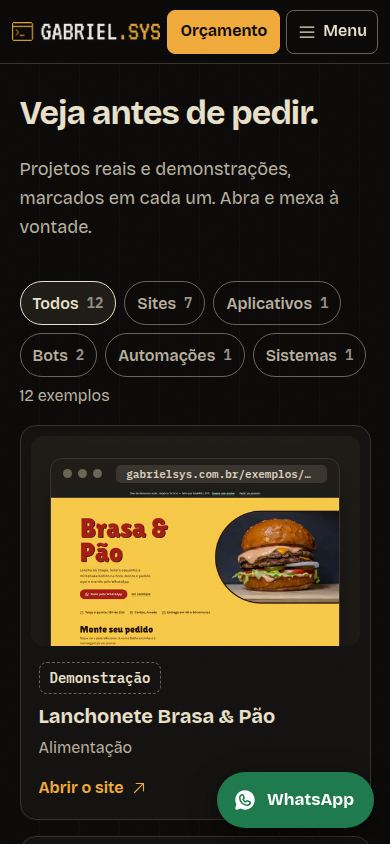 GABRIEL.SYS
Orçamento
Menu
Veja antes de pedir.
Projetos reais e demonstrações,
marcados em cada um. Abra e mexa à
vontade.
Todos 12
Sites 7
Aplicativos 1
Bots 2
Automações 1
Sistemas 1
12 exemplos
gabrielsys.com.br/exemplos/…
Brasa &
Pão
Monte seu pedido
Demonstração
Lanchonete Brasa & Pão
Alimentação
Abrir o site
WhatsApp